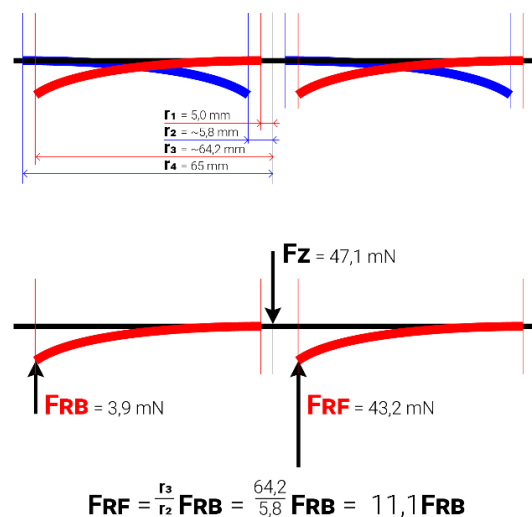 r1 = 5,0 mm
r2 = ~5,8 mm
r3 = ~64,2 mm
r4 = 65 mm
Fz = 47,1 mN
FRB = 3,9 mN
FRF = 43,2 mN
FRF = r3/r2 FRB = 64,2/5,8 FRB = 11,1FRB